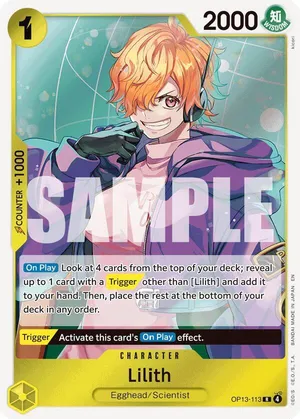 1
2000
知
WISDOM
COUNTER +1000
SAMPLE
On Play Look at 4 cards from the top of your deck; reveal
up to 1 card with a Trigger other than [Lilith] and add it
to your hand. Then, place the rest at the bottom of your
deck in any order.
Trigger Activate this card's On Play effect.
CHARACTER
Lilith
Egghead/Scientist
OP13-113 R 4